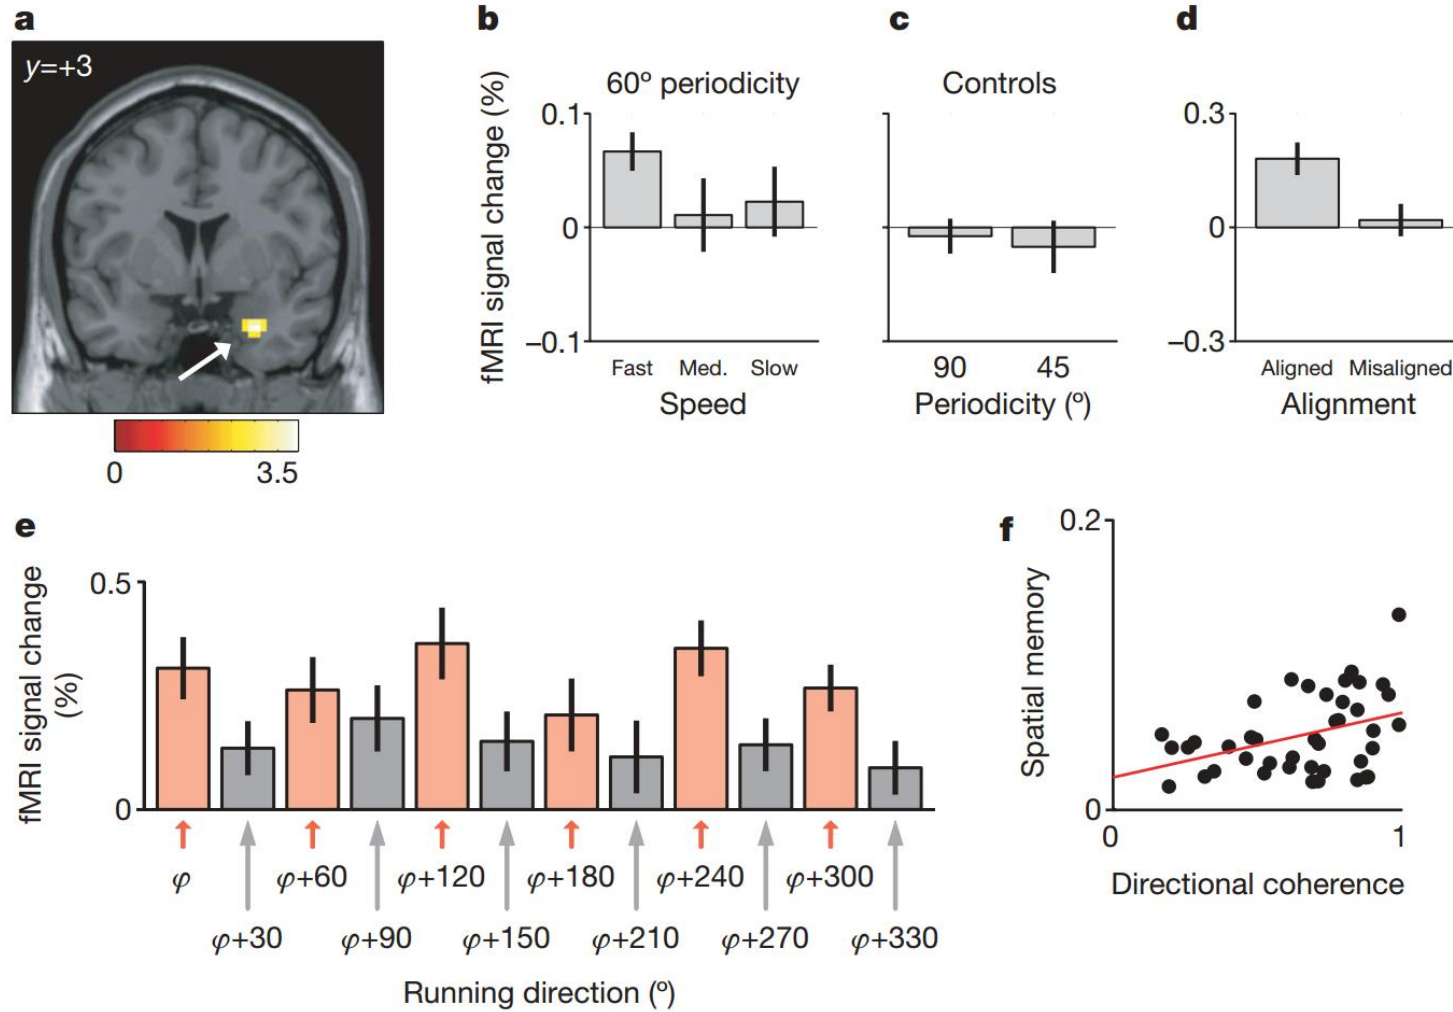 a
y=+3
0 3.5
b
60º periodicity
fMRI signal change (%)
0.1
0
−0.1
Fast Med. Slow
Speed
c
Controls
90 45
Periodicity (º)
d
0.3
0
−0.3
Aligned Misaligned
Alignment
e
fMRI signal change
(%)
0.5
0
φ φ+60 φ+120 φ+180 φ+240 φ+300
φ+30 φ+90 φ+150 φ+210 φ+270 φ+330
Running direction (º)
f
Spatial memory
0.2
0
0 1
Directional coherence